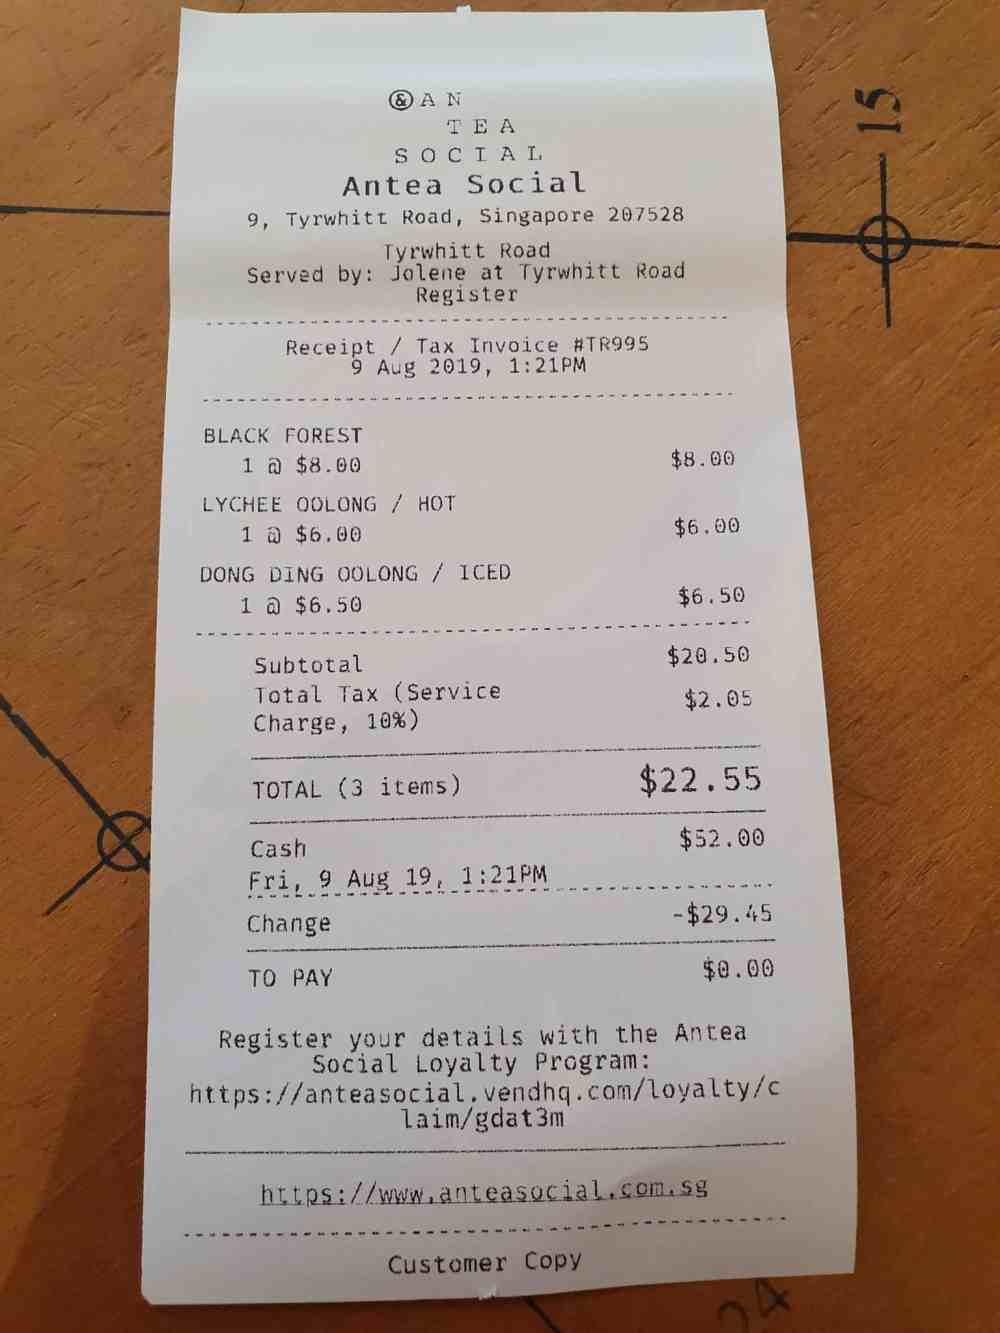 & AN
TEA
SOCIAL
Antea Social
9, Tyrwhitt Road, Singapore 207528
Tyrwhitt Road
Served by: Jolene at Tyrwhitt Road
Register
Receipt / Tax Invoice #TR995
9 Aug 2019, 1:21PM
BLACK FOREST
1 @ $8.00 $8.00
LYCHEE OOLONG / HOT
1 @ $6.00 $6.00
DONG DING OOLONG / ICED
1 @ $6.50 $6.50
Subtotal $20.50
Total Tax (Service $2.05
Charge, 10%)
TOTAL (3 items) $22.55
Cash $52.00
Fri, 9 Aug 19, 1:21PM
Change -$29.45
TO PAY $0.00
Register your details with the Antea
Social Loyalty Program:
https://anteasocial.vendhq.com/loyalty/c
laim/gdat3m
https://www.anteasocial.com.sg
Customer Copy
15
24